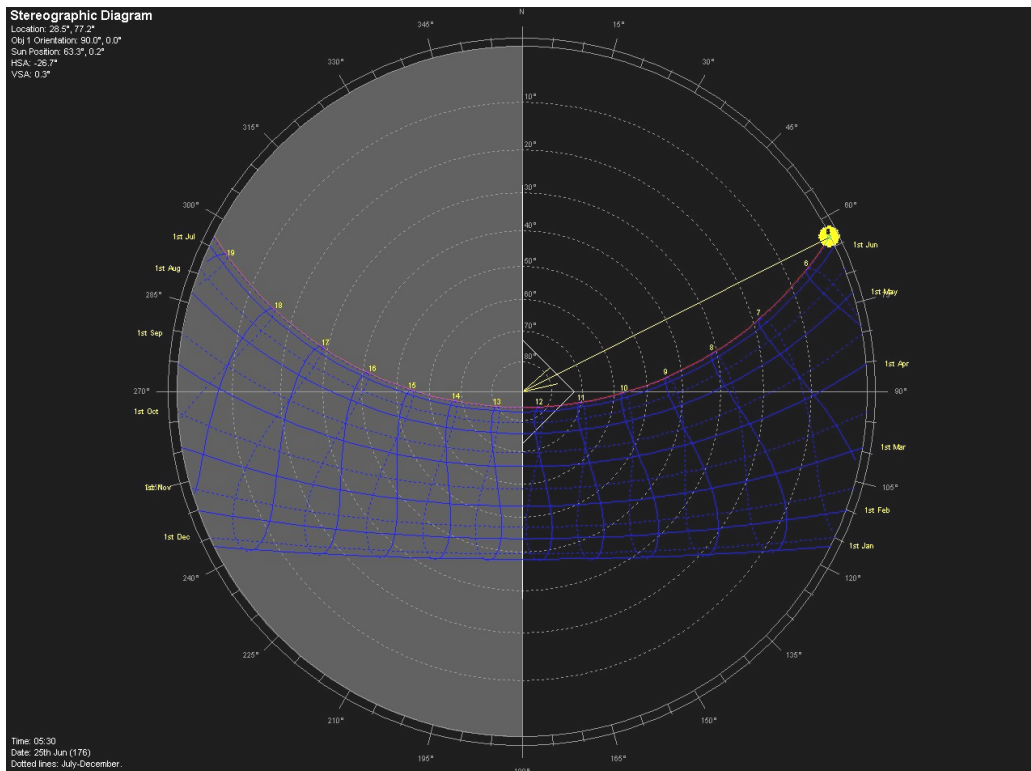 Stereographic Diagram
Location: 28.5°, 77.2°
Obj 1 Orientation: 90.0°, 0.0°
Sun Position: 63.3°, 0.2°
HSA: -26.7°
VSA: 0.3°
N
345°
15°
330°
30°
315°
45°
300°
60°
285°
270°
90°
105°
240°
120°
225°
135°
210°
150°
195°
165°
10°
20°
30°
40°
50°
60°
70°
80°
1st Jul
1st Aug
1st Sep
1st Oct
1st Nov
1st Dec
1st Jun
1st May
1st Apr
1st Mar
1st Feb
1st Jan
19
18
17
16
15
14
13
12
11
10
9
8
7
6
Time: 05:30
Date: 25th Jun (176)
Dotted lines: July-December.